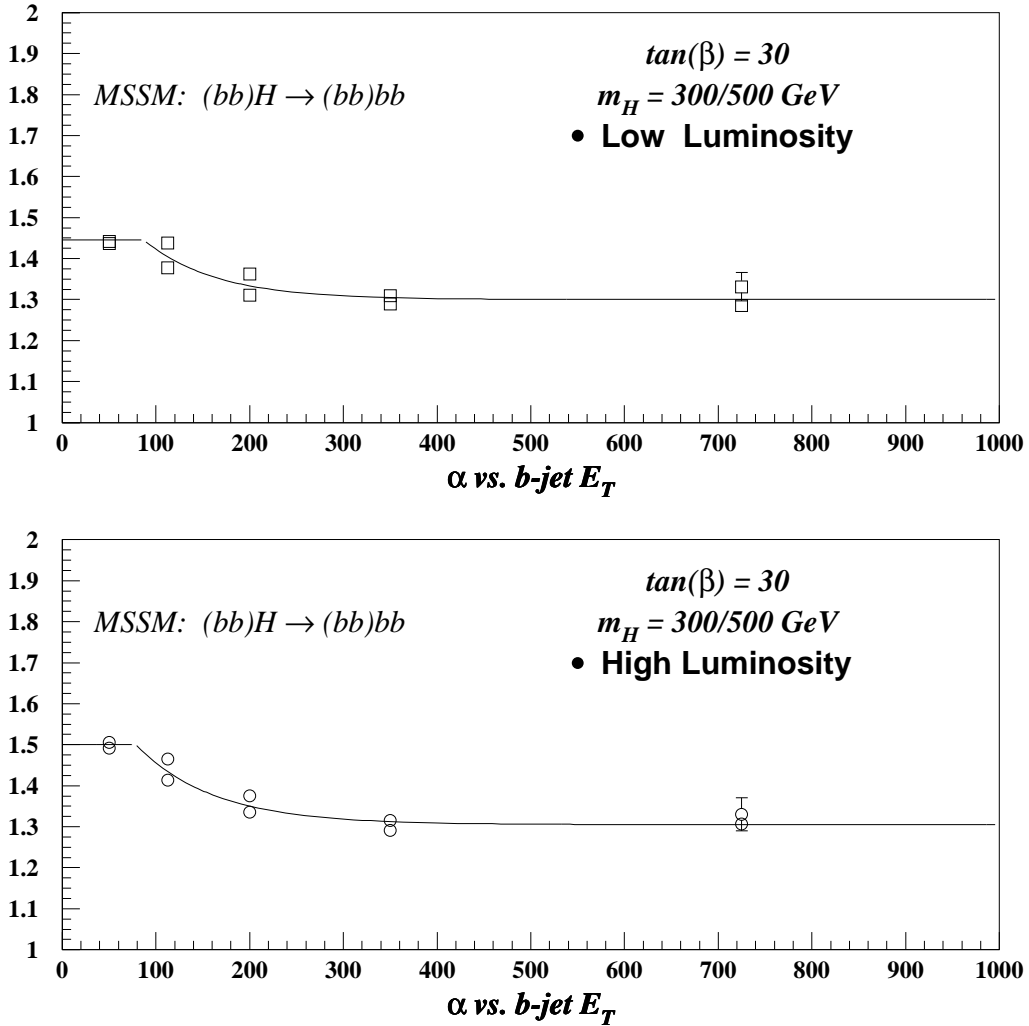 2
1.9
1.8
1.7
1.6
1.5
1.4
1.3
1.2
1.1
1
tan(β) = 30
MSSM: (bb)H → (bb)bb
m_H = 300/500 GeV
• Low Luminosity
0 100 200 300 400 500 600 700 800 900 1000
α vs. b-jet E_T
2
1.9
1.8
1.7
1.6
1.5
1.4
1.3
1.2
1.1
1
tan(β) = 30
MSSM: (bb)H → (bb)bb
m_H = 300/500 GeV
• High Luminosity
0 100 200 300 400 500 600 700 800 900 1000
α vs. b-jet E_T